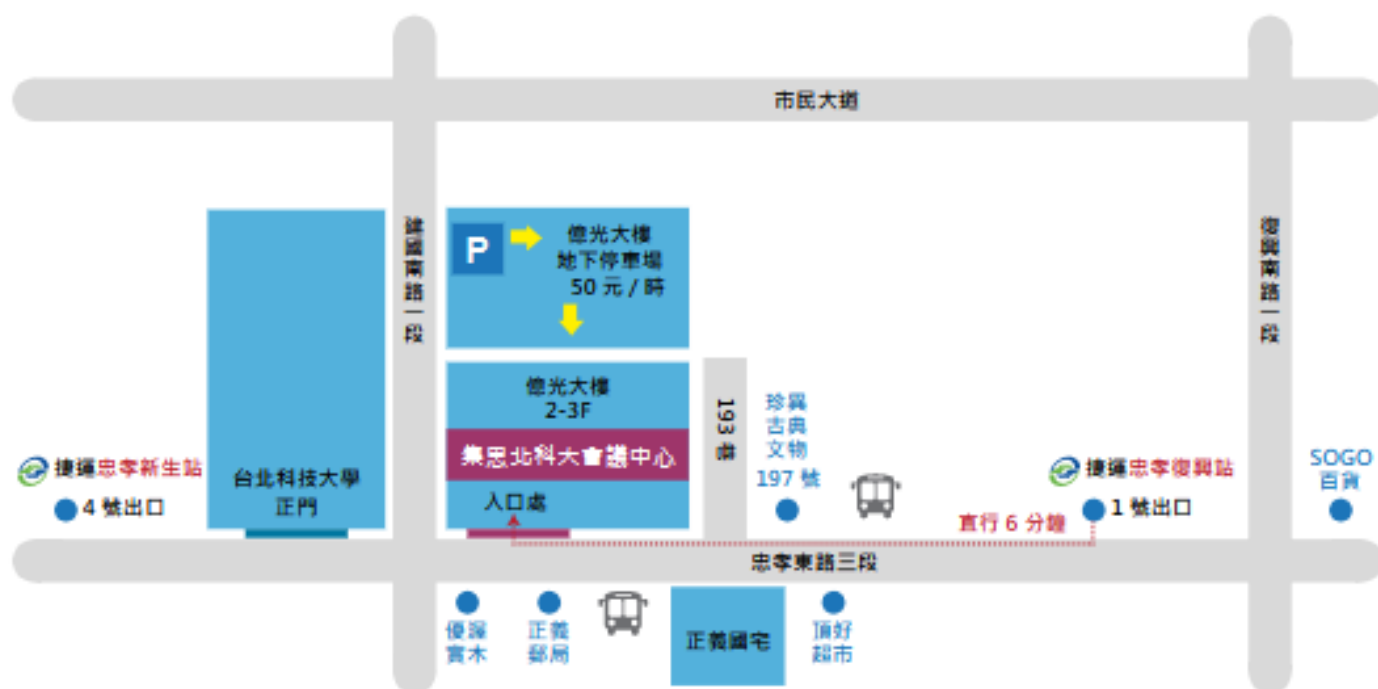 市民大道
建國南路一段
復興南路一段
P
億光大樓
地下停車場
50 元 / 時
億光大樓
2-3F
集思北科大會議中心
入口處
193 巷
珍異
古典
文物
197 號
捷運忠孝新生站
4 號出口
台北科技大學
正門
捷運忠孝復興站
1 號出口
直行 6 分鐘
SOGO
百貨
忠孝東路三段
優渥
實木
正義
郵局
正義國宅
頂好
超市